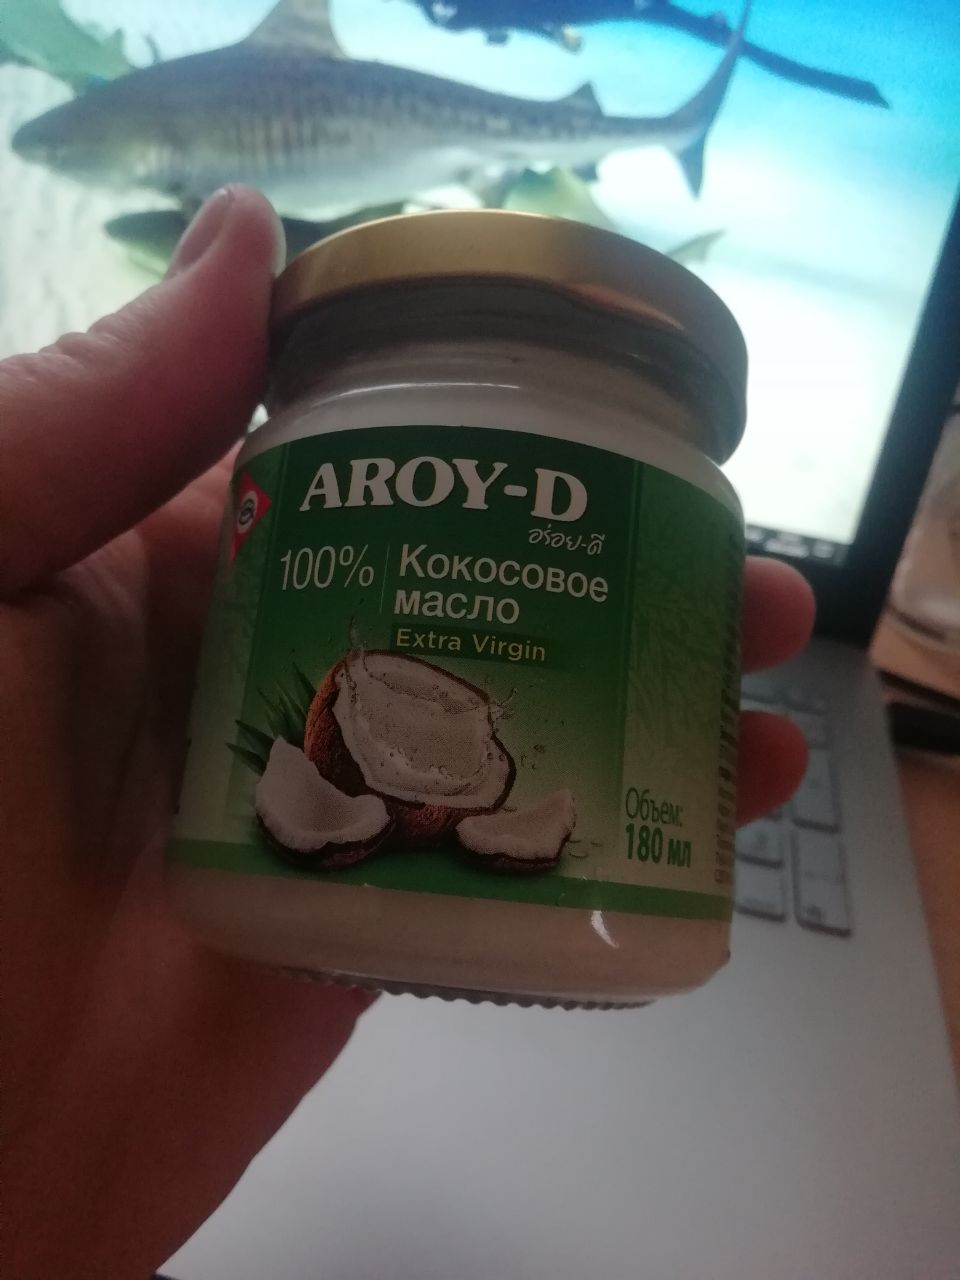 AROY-D
อร่อย-ดี
100%
Кокосовое
масло
Extra Virgin
Объем:
180 мл